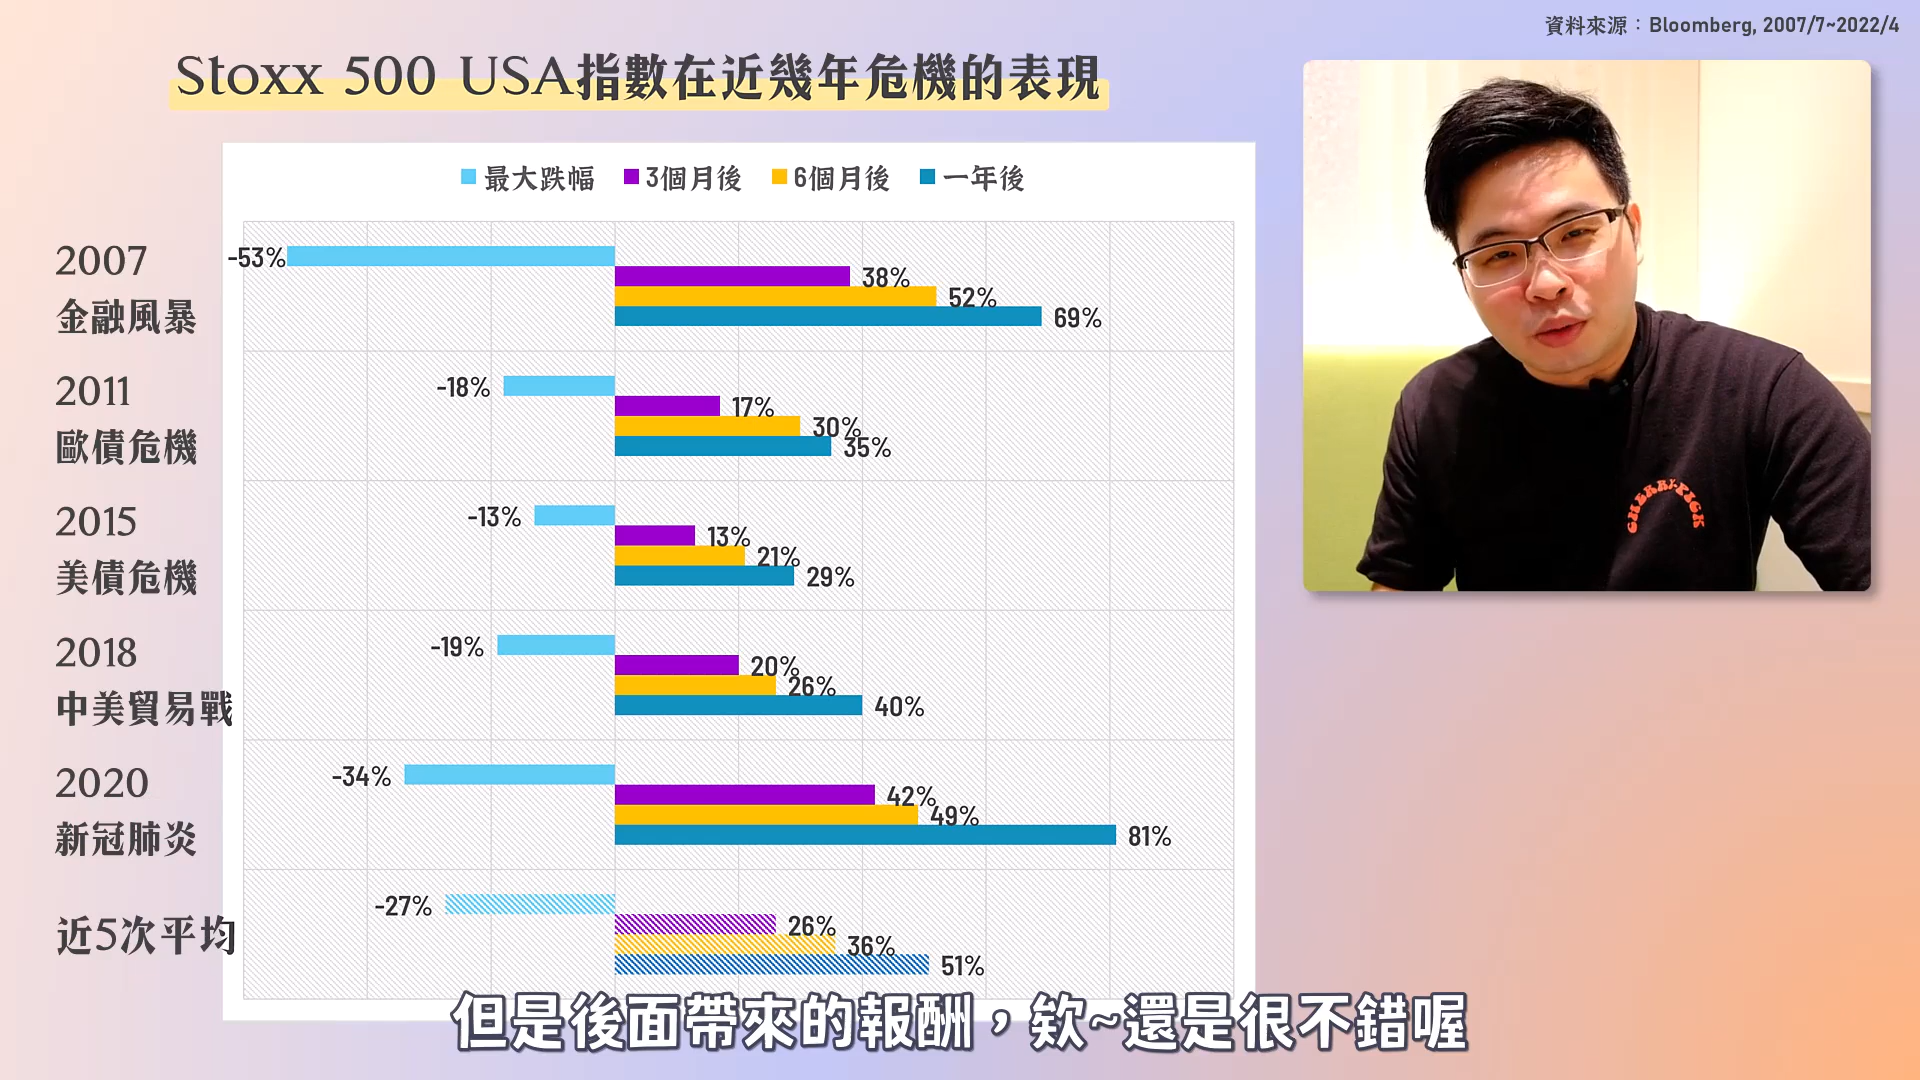 資料來源：Bloomberg, 2007/7~2022/4
Stoxx 500 USA指數在近幾年危機的表現
最大跌幅 3個月後 6個月後 一年後
2007
金融風暴
-53%
38%
52%
69%
2011
歐債危機
-18%
17%
30%
35%
2015
美債危機
-13%
13%
21%
29%
2018
中美貿易戰
-19%
20%
26%
40%
2020
新冠肺炎
-34%
42%
49%
81%
近5次平均
-27%
26%
36%
51%
CHERRY-PICK
但是後面帶來的報酬，欸~還是很不錯喔